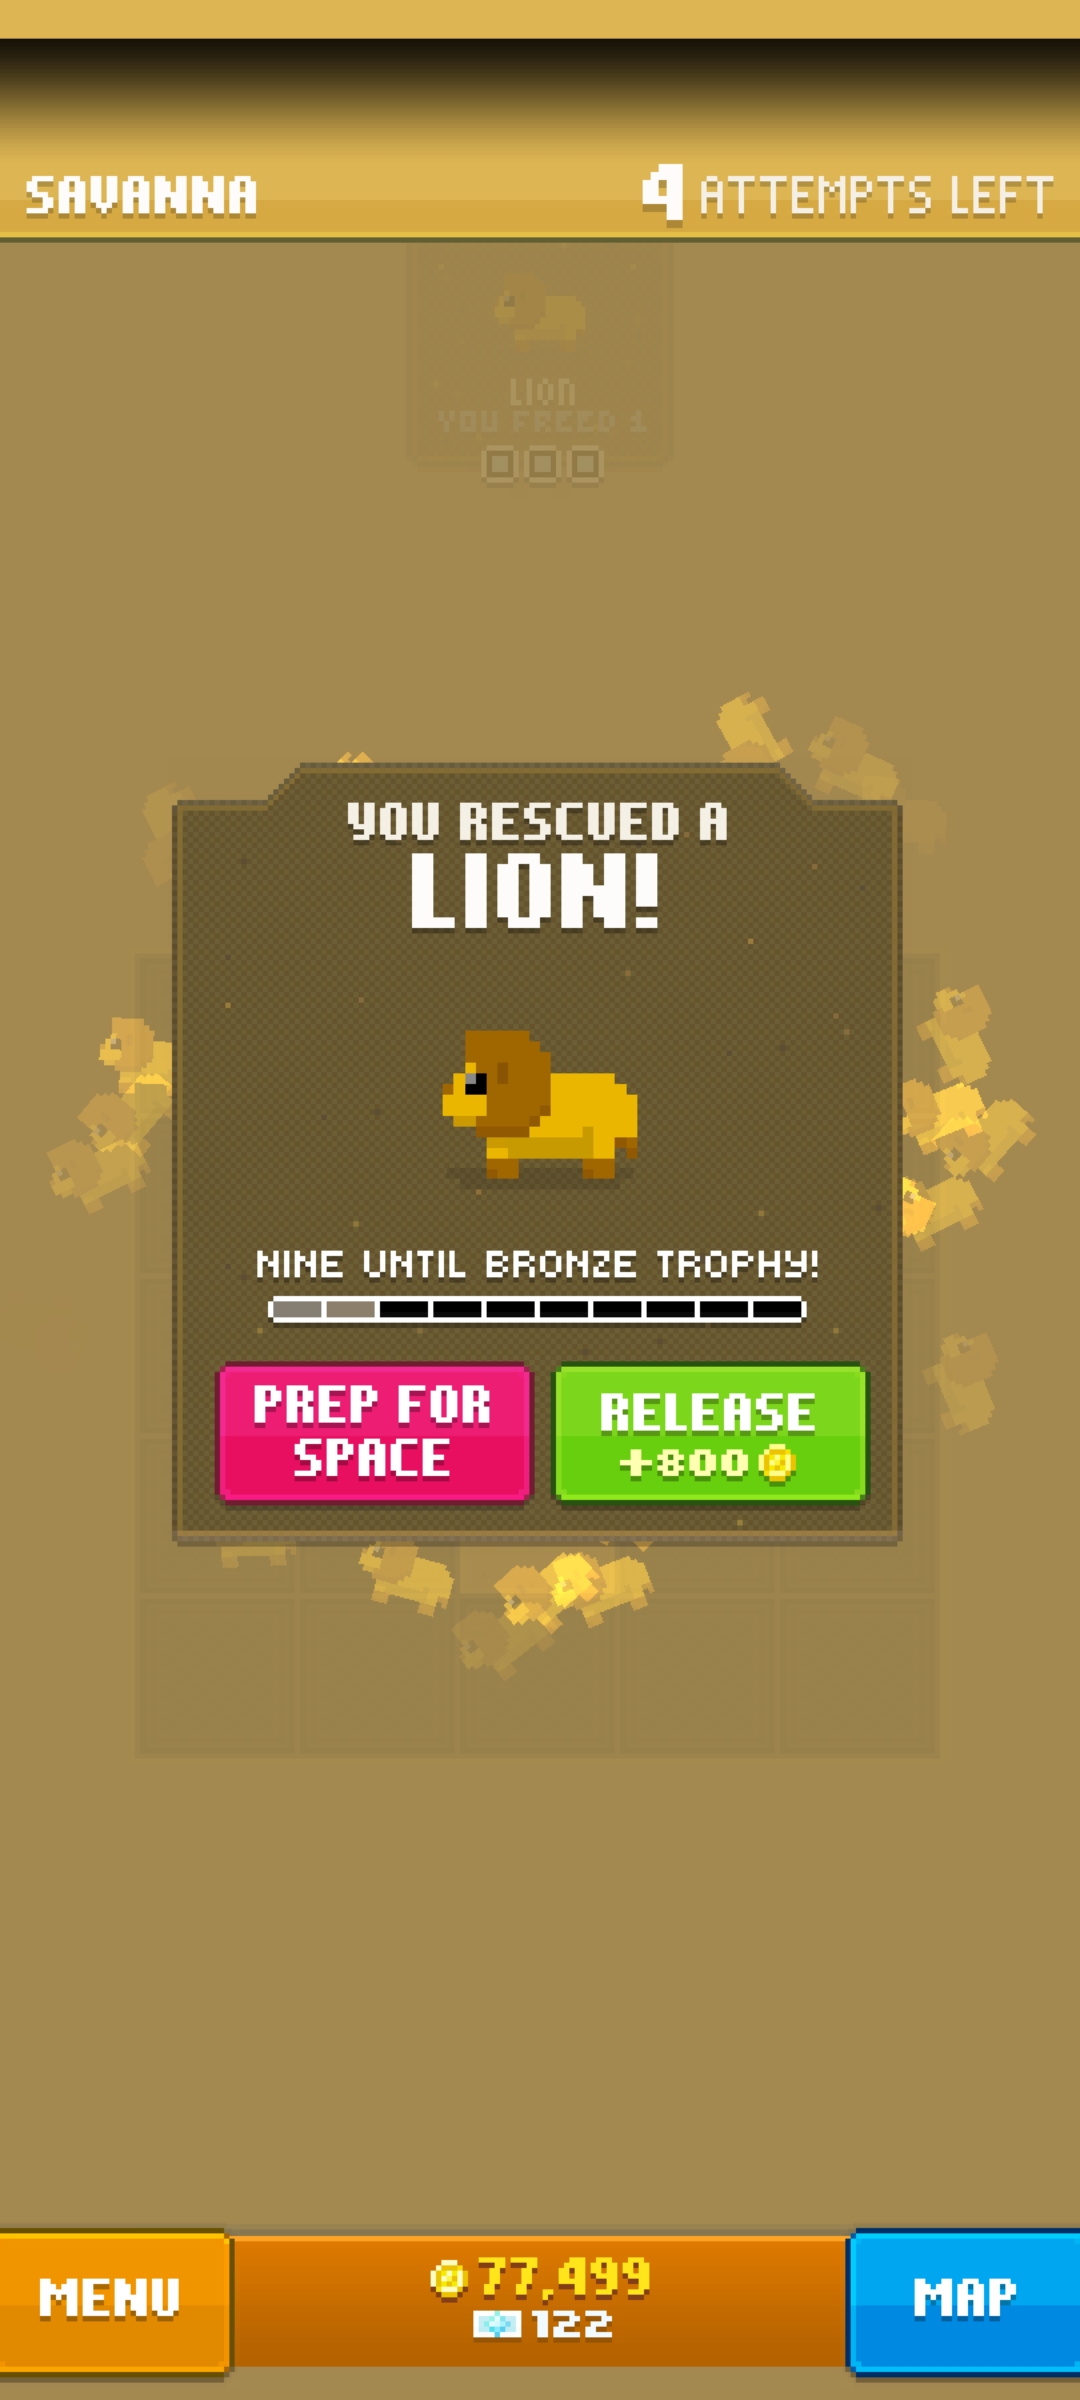 SAVANNA
4 ATTEMPTS LEFT
LION
YOU FREED 1
YOU RESCUED A
LION!
NINE UNTIL BRONZE TROPHY!
PREP FOR
SPACE
RELEASE
+800
MENU
77,499
122
MAP